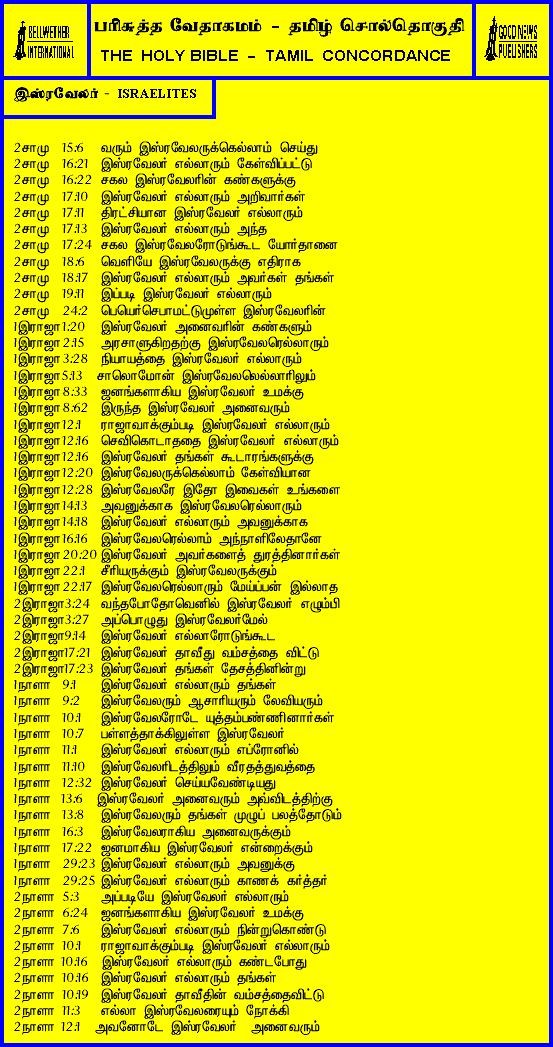 BELLWETHER
INTERNATIONAL
பரிசுத்த வேதாகமம் - தமிழ் சொல்தொகுதி
THE HOLY BIBLE - TAMIL CONCORDANCE
GOOD NEWS
PUBLISHERS
இஸ்ரவேலர் - ISRAELITES
2சாமு 15:6 வரும் இஸ்ரவேலருக்கெல்லாம் செய்து
2சாமு 16:21 இஸ்ரவேலர் எல்லாரும் கேள்விப்பட்டு
2சாமு 16:22 சகல இஸ்ரவேலரின் கண்களுக்கு
2சாமு 17:10 இஸ்ரவேலர் எல்லாரும் அறிவார்கள்
2சாமு 17:11 திரட்சியான இஸ்ரவேலர் எல்லாரும்
2சாமு 17:13 இஸ்ரவேலர் எல்லாரும் அந்த
2சாமு 17:24 சகல இஸ்ரவேலரோடுங்கூட யோர்தானை
2சாமு 18:6 வெளியே இஸ்ரவேலருக்கு எதிராக
2சாமு 18:17 இஸ்ரவேலர் எல்லாரும் அவர்கள் தங்கள்
2சாமு 19:11 இப்படி இஸ்ரவேலர் எல்லாரும்
2சாமு 24:2 பெயெர்செபாமட்டுமுள்ள இஸ்ரவேலரின்
1இராஜா 1:20 இஸ்ரவேலர் அனைவரின் கண்களும்
1இராஜா 2:15 அரசாளுகிறதற்கு இஸ்ரவேலரெல்லாரும்
1இராஜா 3:28 நியாயத்தை இஸ்ரவேலர் எல்லாரும்
1இராஜா 5:13 சாலொமோன் இஸ்ரவேலலெல்லாரிலும்
1இராஜா 8:33 ஜனங்களாகிய இஸ்ரவேலர் உமக்கு
1இராஜா 8:62 இருந்த இஸ்ரவேலர் அனைவரும்
1இராஜா 12:1 ராஜாவாக்கும்படி இஸ்ரவேலர் எல்லாரும்
1இராஜா 12:16 செவிகொடாததை இஸ்ரவேலர் எல்லாரும்
1இராஜா 12:16 இஸ்ரவேலர் தங்கள் கூடாரங்களுக்கு
1இராஜா 12:20 இஸ்ரவேலருக்கெல்லாம் கேள்வியான
1இராஜா 12:28 இஸ்ரவேலரே இதோ இவைகள் உங்களை
1இராஜா 14:13 அவனுக்காக இஸ்ரவேலரெல்லாரும்
1இராஜா 14:18 இஸ்ரவேலர் எல்லாரும் அவனுக்காக
1இராஜா 16:16 இஸ்ரவேலரெல்லாம் அந்நாளிலேதானே
1இராஜா 20:20 இஸ்ரவேலர் அவர்களைத் துரத்தினார்கள்
1இராஜா 22:1 சீரியருக்கும் இஸ்ரவேலருக்கும்
1இராஜா 22:17 இஸ்ரவேலரெல்லாரும் மேய்ப்பன் இல்லாத
2இராஜா 3:24 வந்தபோதோவெனில் இஸ்ரவேலர் எழும்பி
2இராஜா 3:27 அப்பொழுது இஸ்ரவேலர்மேல்
2இராஜா 9:14 இஸ்ரவேலர் எல்லாரோடுங்கூட
2இராஜா 17:21 இஸ்ரவேலர் தாவீது வம்சத்தை விட்டு
2இராஜா 17:23 இஸ்ரவேலர் தங்கள் தேசத்தினின்று
1நாளா 9:1 இஸ்ரவேலர் எல்லாரும் தங்கள்
1நாளா 9:2 இஸ்ரவேலரும் ஆசாரியரும் லேவியரும்
1நாளா 10:1 இஸ்ரவேலரோடே யுத்தம்பண்ணினார்கள்
1நாளா 10:7 பள்ளத்தாக்கிலுள்ள இஸ்ரவேலர்
1நாளா 11:1 இஸ்ரவேலர் எல்லாரும் எப்ரோனில்
1நாளா 11:10 இஸ்ரவேலரிடத்திலும் வீரதத்துவத்தை
1நாளா 12:32 இஸ்ரவேலர் செய்யவேண்டியது
1நாளா 13:6 இஸ்ரவேலர் அனைவரும் அவ்விடத்திற்கு
1நாளா 13:8 இஸ்ரவேலரும் தங்கள் முழுப் பலத்தோடும்
1நாளா 16:3 இஸ்ரவேலராகிய அனைவருக்கும்
1நாளா 17:22 ஜனமாகிய இஸ்ரவேலர் என்றைக்கும்
1நாளா 29:23 இஸ்ரவேலர் எல்லாரும் அவனுக்கு
1நாளா 29:25 இஸ்ரவேலர் எல்லாரும் காணக் கர்த்தர்
2நாளா 5:3 அப்படியே இஸ்ரவேலர் எல்லாரும்
2நாளா 6:24 ஜனங்களாகிய இஸ்ரவேலர் உமக்கு
2நாளா 7:6 இஸ்ரவேலர் எல்லாரும் நின்றுகொண்டு
2நாளா 10:1 ராஜாவாக்கும்படி இஸ்ரவேலர் எல்லாரும்
2நாளா 10:16 இஸ்ரவேலர் எல்லாரும் கண்டபோது
2நாளா 10:16 இஸ்ரவேலர் எல்லாரும் தங்கள்
2நாளா 10:19 இஸ்ரவேலர் தாவீதின் வம்சத்தைவிட்டு
2நாளா 11:3 எல்லா இஸ்ரவேலரையும் நோக்கி
2நாளா 12:1 அவனோடே இஸ்ரவேலர் அனைவரும்